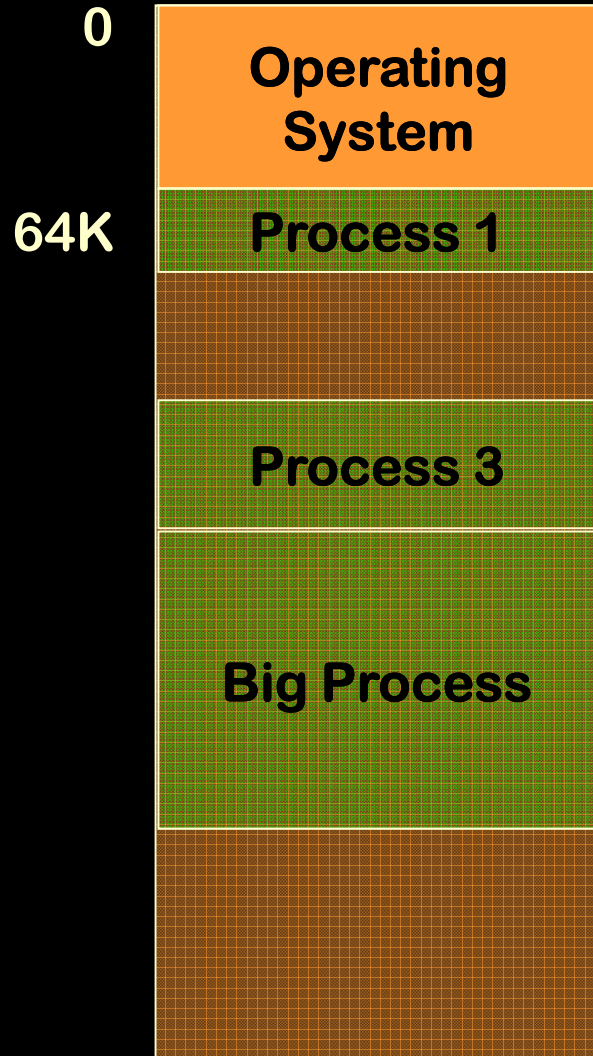 0
Operating
System
64K
Process 1
Process 3
Big Process